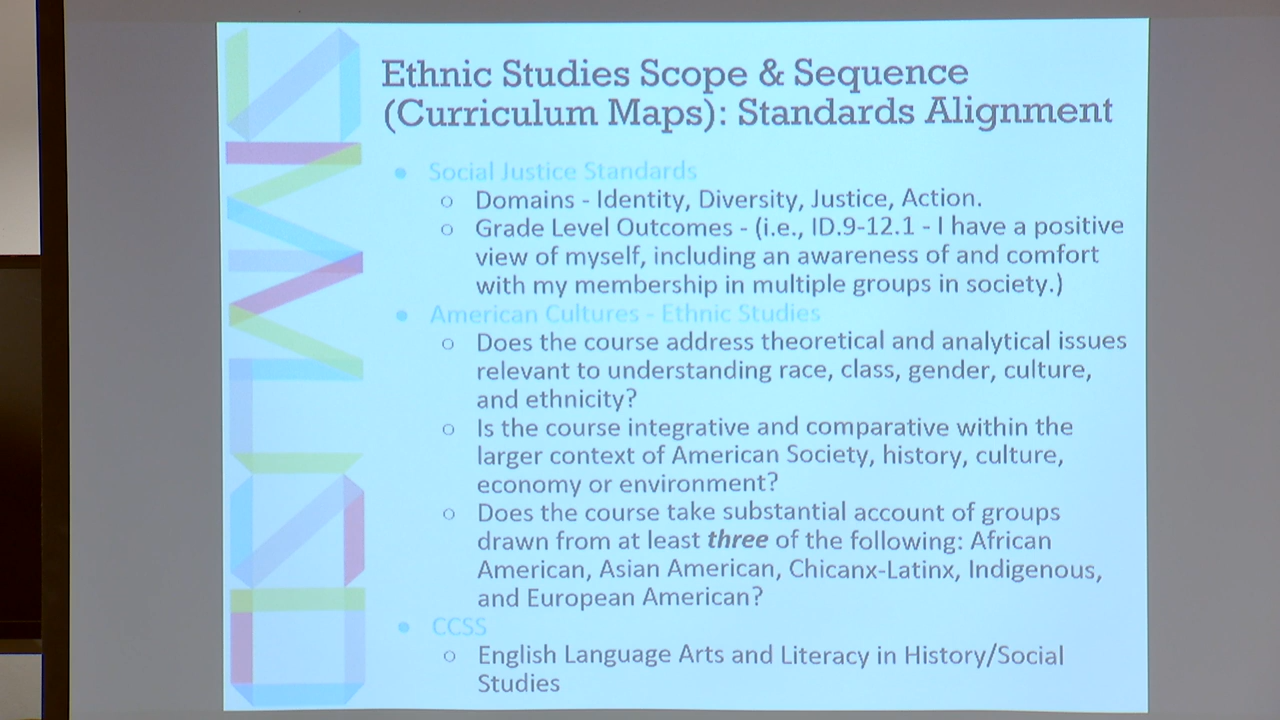 Ethnic Studies Scope & Sequence
(Curriculum Maps): Standards Alignment
● Social Justice Standards
○ Domains - Identity, Diversity, Justice, Action.
○ Grade Level Outcomes - (i.e., ID.9-12.1 - I have a positive
view of myself, including an awareness of and comfort
with my membership in multiple groups in society.)
● American Cultures - Ethnic Studies
○ Does the course address theoretical and analytical issues
relevant to understanding race, class, gender, culture,
and ethnicity?
○ Is the course integrative and comparative within the
larger context of American Society, history, culture,
economy or environment?
○ Does the course take substantial account of groups
drawn from at least three of the following: African
American, Asian American, Chicanx-Latinx, Indigenous,
and European American?
● CCSS
○ English Language Arts and Literacy in History/Social
Studies